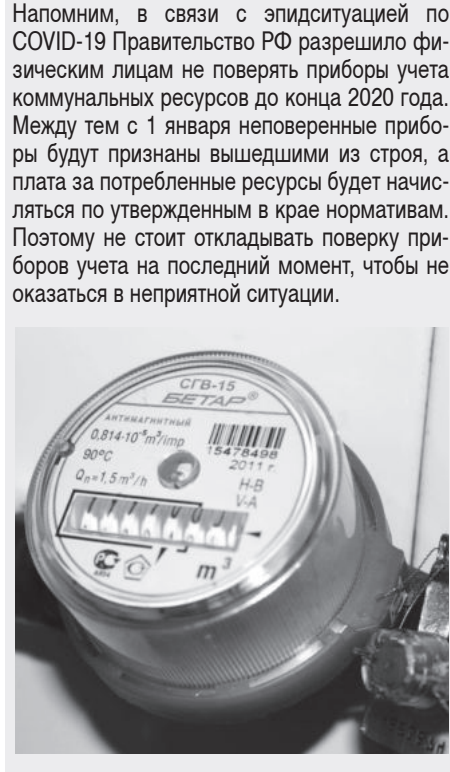 Напомним, в связи с эпидситуацией по
COVID-19 Правительство РФ разрешило фи-
зическим лицам не поверять приборы учета
коммунальных ресурсов до конца 2020 года.
Между тем с 1 января неповеренные прибо-
ры будут признаны вышедшими из строя, а
плата за потребленные ресурсы будет начис-
ляться по утвержденным в крае нормативам.
Поэтому не стоит откладывать поверку при-
боров учета на последний момент, чтобы не
оказаться в неприятной ситуации.
СГВ-15
БЕТАР®
АНТИМАГНИТНЫЙ
0,814·10⁻⁵m³/imp
15478498
90°C
2011 г.
Qn=1,5m³/h
H-B
V-A
m³